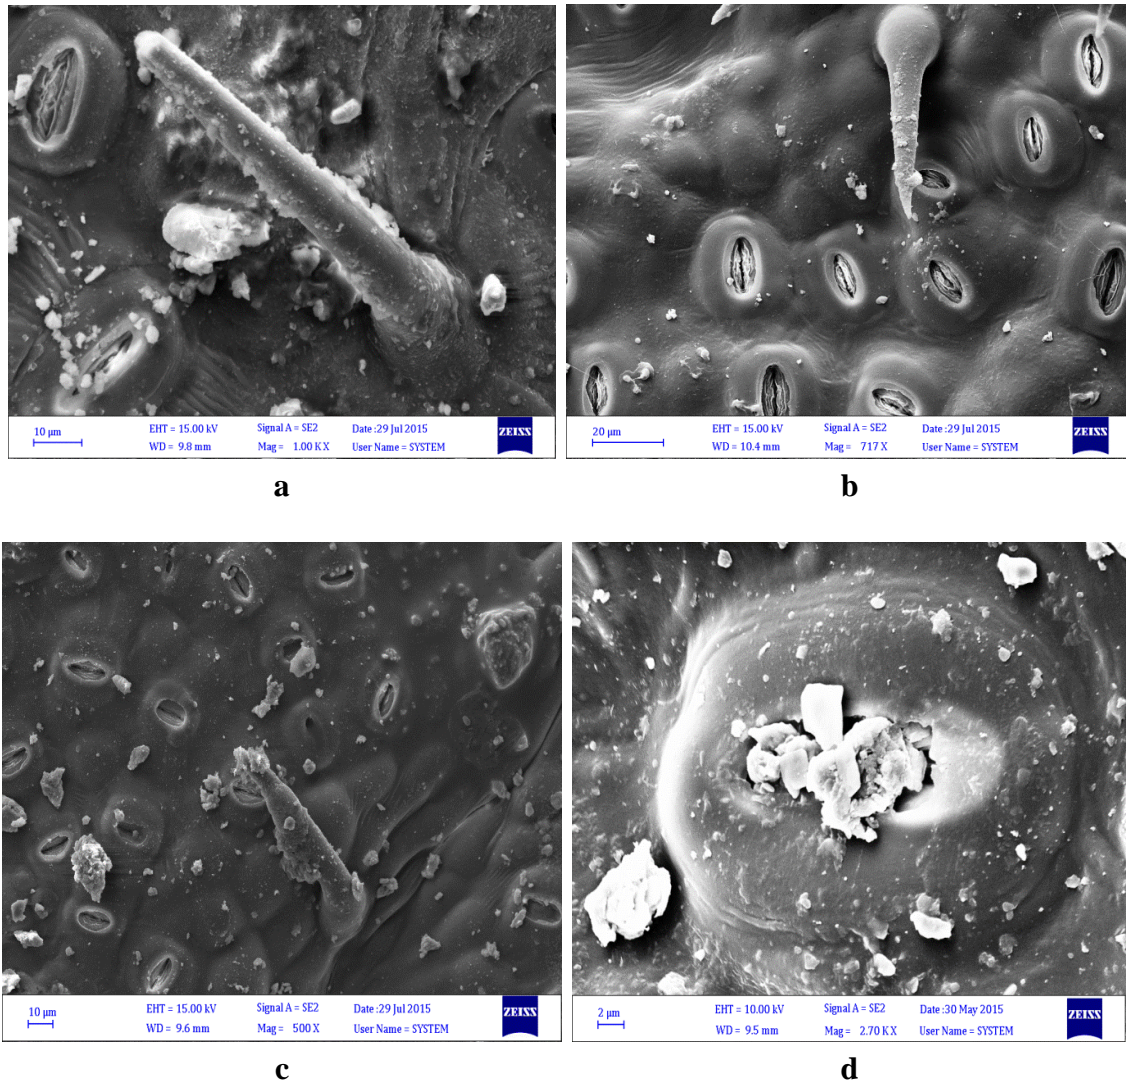 10 µm
EHT = 15.00 kV
Signal A = SE2
Date :29 Jul 2015
ZEISS
WD = 9.8 mm
Mag = 1.00 K X
User Name = SYSTEM
a
20 µm
EHT = 15.00 kV
Signal A = SE2
Date :29 Jul 2015
ZEISS
WD = 10.4 mm
Mag = 717 X
User Name = SYSTEM
b
10 µm
EHT = 15.00 kV
Signal A = SE2
Date :29 Jul 2015
ZEISS
WD = 9.6 mm
Mag = 500 X
User Name = SYSTEM
c
2 µm
EHT = 10.00 kV
Signal A = SE2
Date :30 May 2015
ZEISS
WD = 9.5 mm
Mag = 2.70 K X
User Name = SYSTEM
d